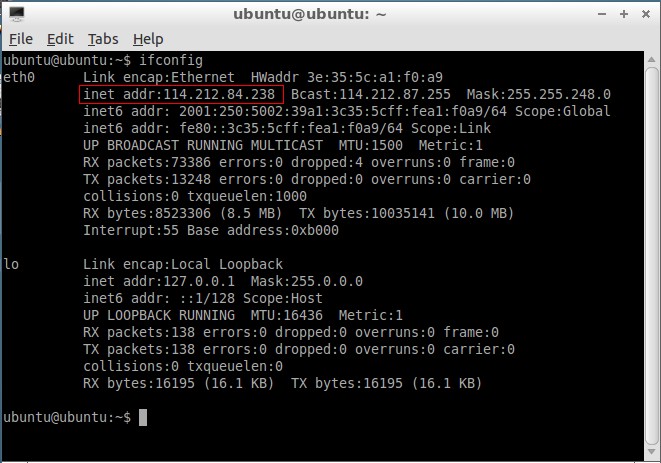 ubuntu@ubuntu: ~
File Edit Tabs Help
ubuntu@ubuntu:~$ ifconfig
eth0 Link encap:Ethernet HWaddr 3e:35:5c:a1:f0:a9
inet addr:114.212.84.238 Bcast:114.212.87.255 Mask:255.255.248.0
inet6 addr: 2001:250:5002:39a1:3c35:5cff:fea1:f0a9/64 Scope:Global
inet6 addr: fe80::3c35:5cff:fea1:f0a9/64 Scope:Link
UP BROADCAST RUNNING MULTICAST MTU:1500 Metric:1
RX packets:73386 errors:0 dropped:4 overruns:0 frame:0
TX packets:13248 errors:0 dropped:0 overruns:0 carrier:0
collisions:0 txqueuelen:1000
RX bytes:8523306 (8.5 MB) TX bytes:10035141 (10.0 MB)
Interrupt:55 Base address:0xb000
lo Link encap:Local Loopback
inet addr:127.0.0.1 Mask:255.0.0.0
inet6 addr: ::1/128 Scope:Host
UP LOOPBACK RUNNING MTU:16436 Metric:1
RX packets:138 errors:0 dropped:0 overruns:0 frame:0
TX packets:138 errors:0 dropped:0 overruns:0 carrier:0
collisions:0 txqueuelen:0
RX bytes:16195 (16.1 KB) TX bytes:16195 (16.1 KB)
ubuntu@ubuntu:~$